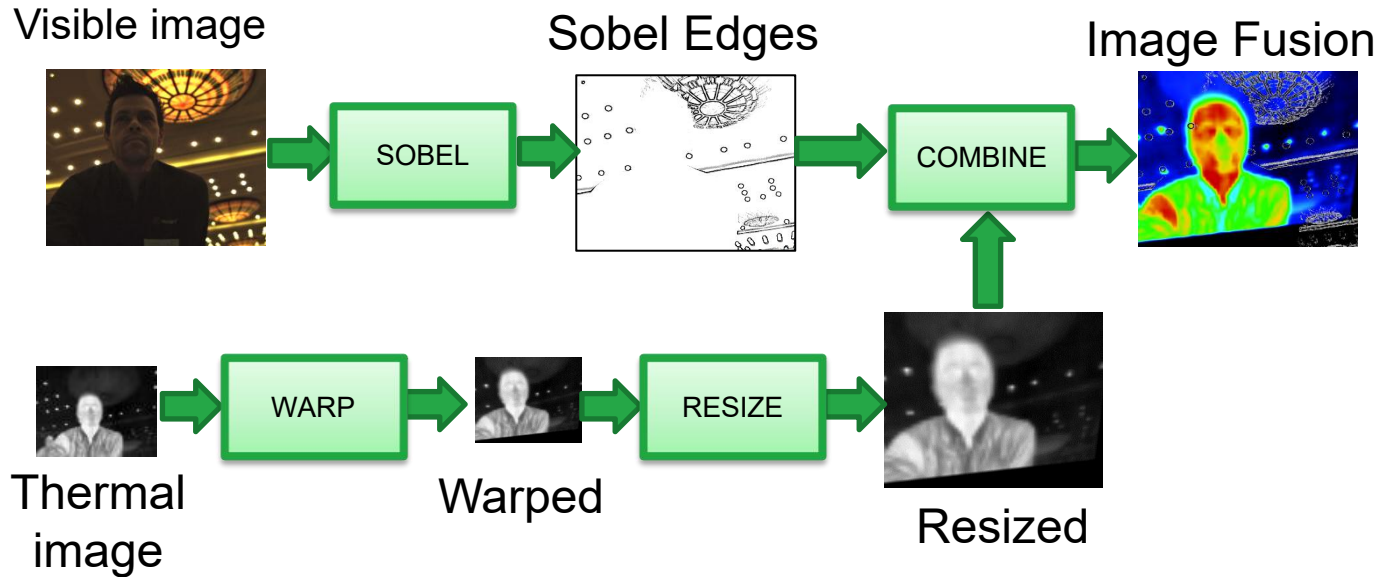 Visible image
Sobel Edges
Image Fusion
SOBEL
COMBINE
WARP
RESIZE
Thermal
image
Warped
Resized